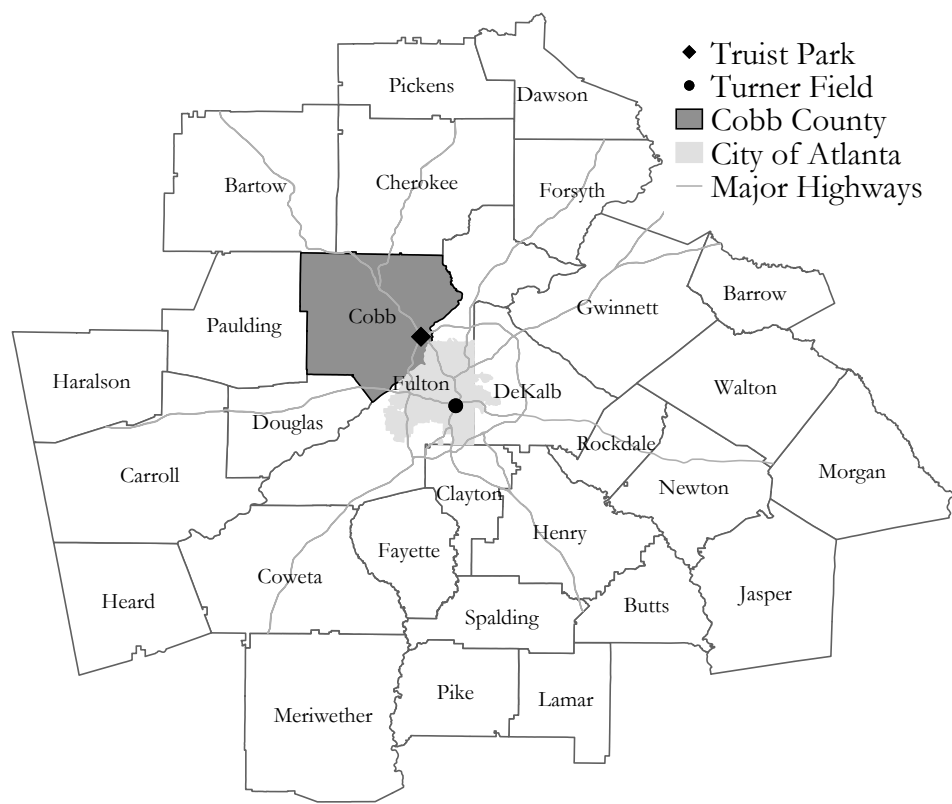 Truist Park
Turner Field
Cobb County
City of Atlanta
Major Highways
Pickens
Dawson
Bartow
Cherokee
Forsyth
Cobb
Paulding
Gwinnett
Barrow
Haralson
Fulton
DeKalb
Walton
Douglas
Rockdale
Carroll
Clayton
Newton
Morgan
Henry
Fayette
Coweta
Heard
Spalding
Butts
Jasper
Meriwether
Pike
Lamar